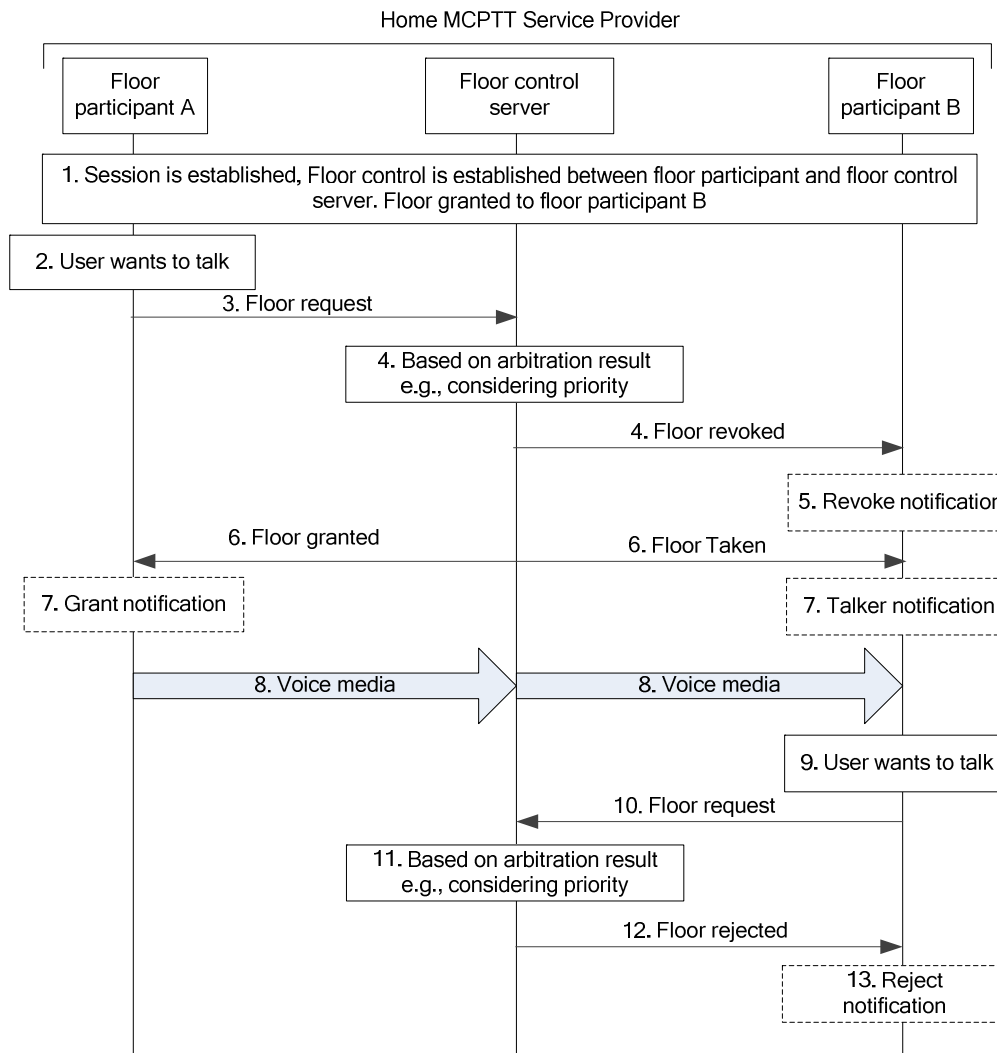 Home MCPTT Service Provider
Floor
participant A
Floor control
server
Floor
participant B
1. Session is established, Floor control is established between floor participant and floor control
server. Floor granted to floor participant B
2. User wants to talk
3. Floor request
4. Based on arbitration result
e.g., considering priority
4. Floor revoked
5. Revoke notification
6. Floor granted
6. Floor Taken
7. Grant notification
7. Talker notification
8. Voice media
8. Voice media
9. User wants to talk
10. Floor request
11. Based on arbitration result
e.g., considering priority
12. Floor rejected
13. Reject
notification